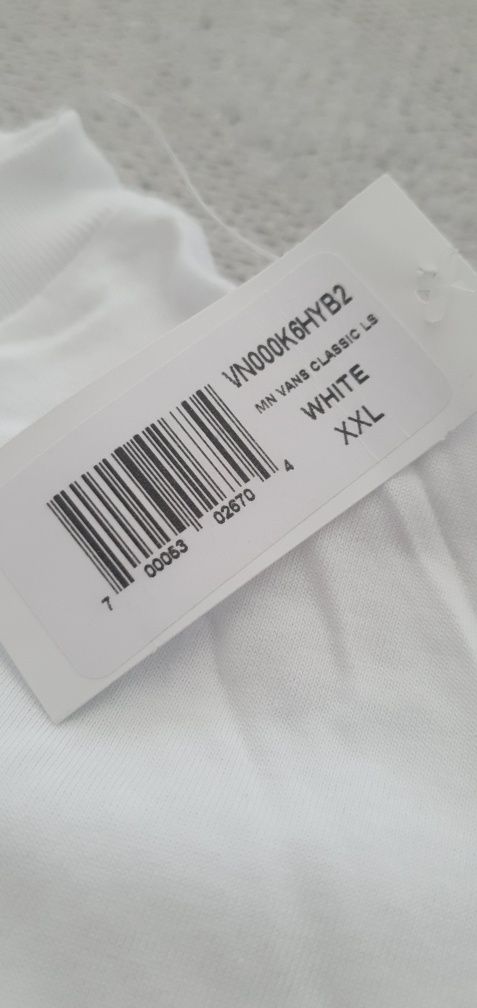 VN000K6HYB2
MN VANS CLASSIC LS
WHITE
XXL
7 00053 02670 4